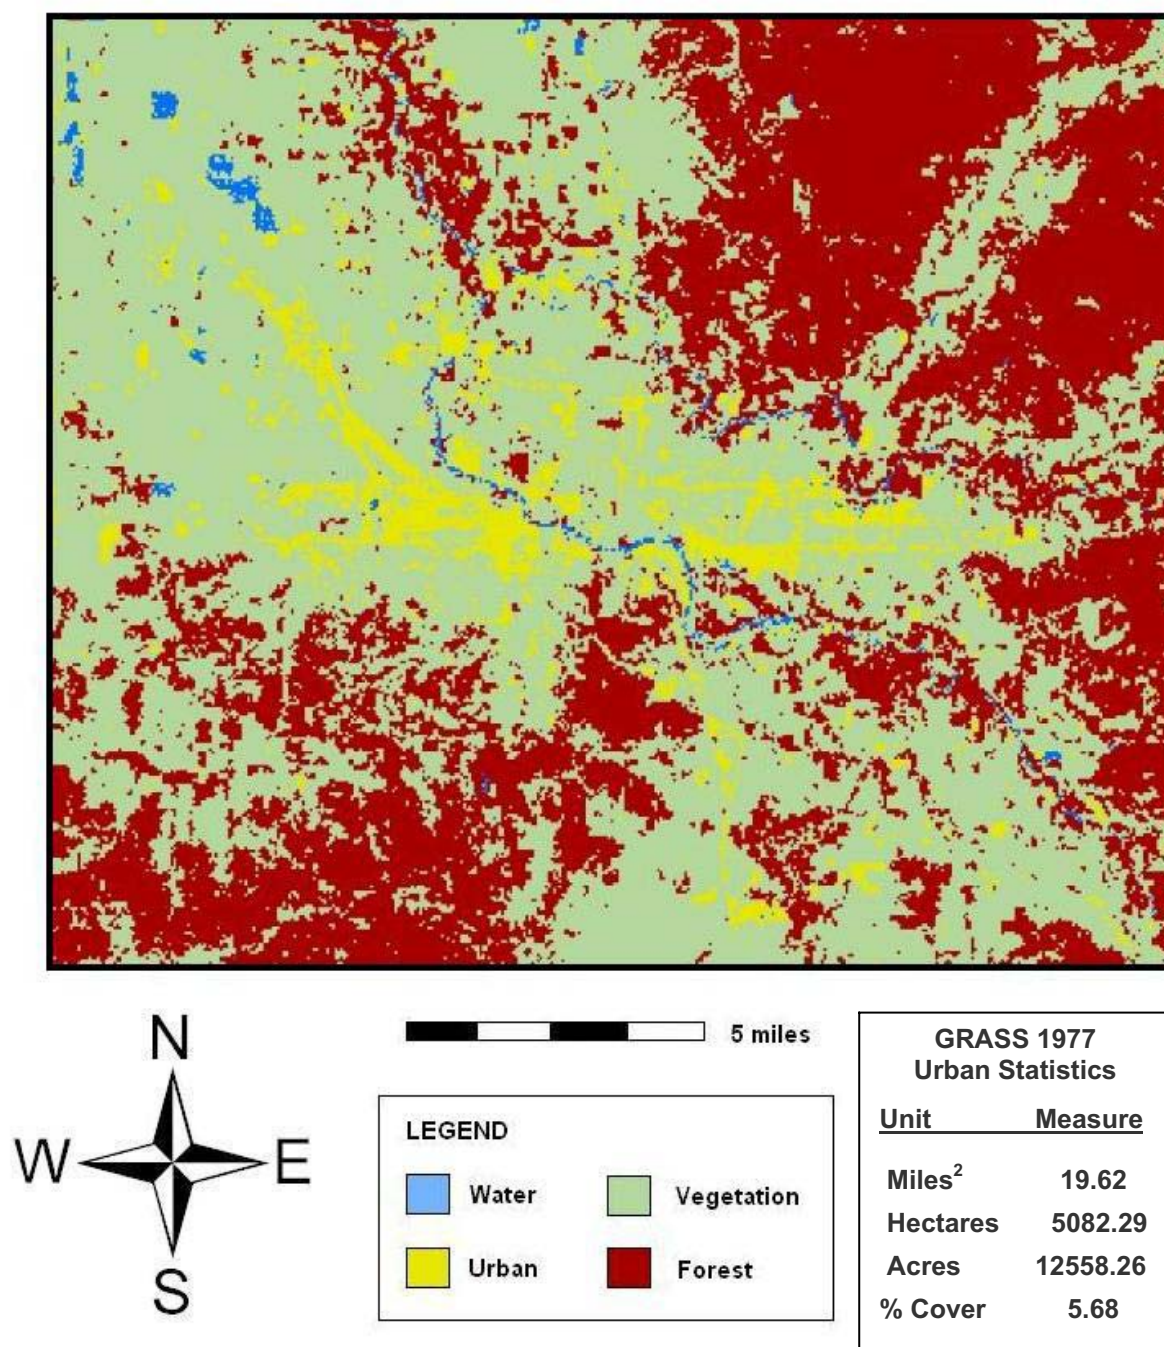 N
W E
S
5 miles
LEGEND
Water Vegetation
Urban Forest
GRASS 1977
Urban Statistics
Unit Measure
Miles² 19.62
Hectares 5082.29
Acres 12558.26
% Cover 5.68